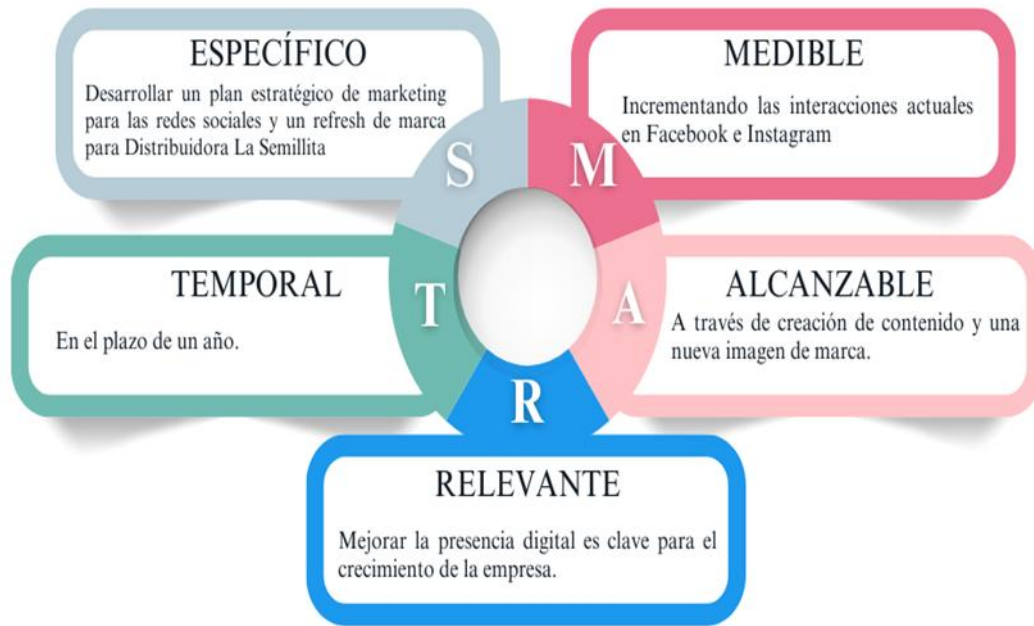 ESPECÍFICO
Desarrollar un plan estratégico de marketing
para las redes sociales y un refresh de marca
para Distribuidora La Semillita
MEDIBLE
Incrementando las interacciones actuales
en Facebook e Instagram
S
M
TEMPORAL
En el plazo de un año.
T
A
ALCANZABLE
A través de creación de contenido y una
nueva imagen de marca.
R
RELEVANTE
Mejorar la presencia digital es clave para el
crecimiento de la empresa.